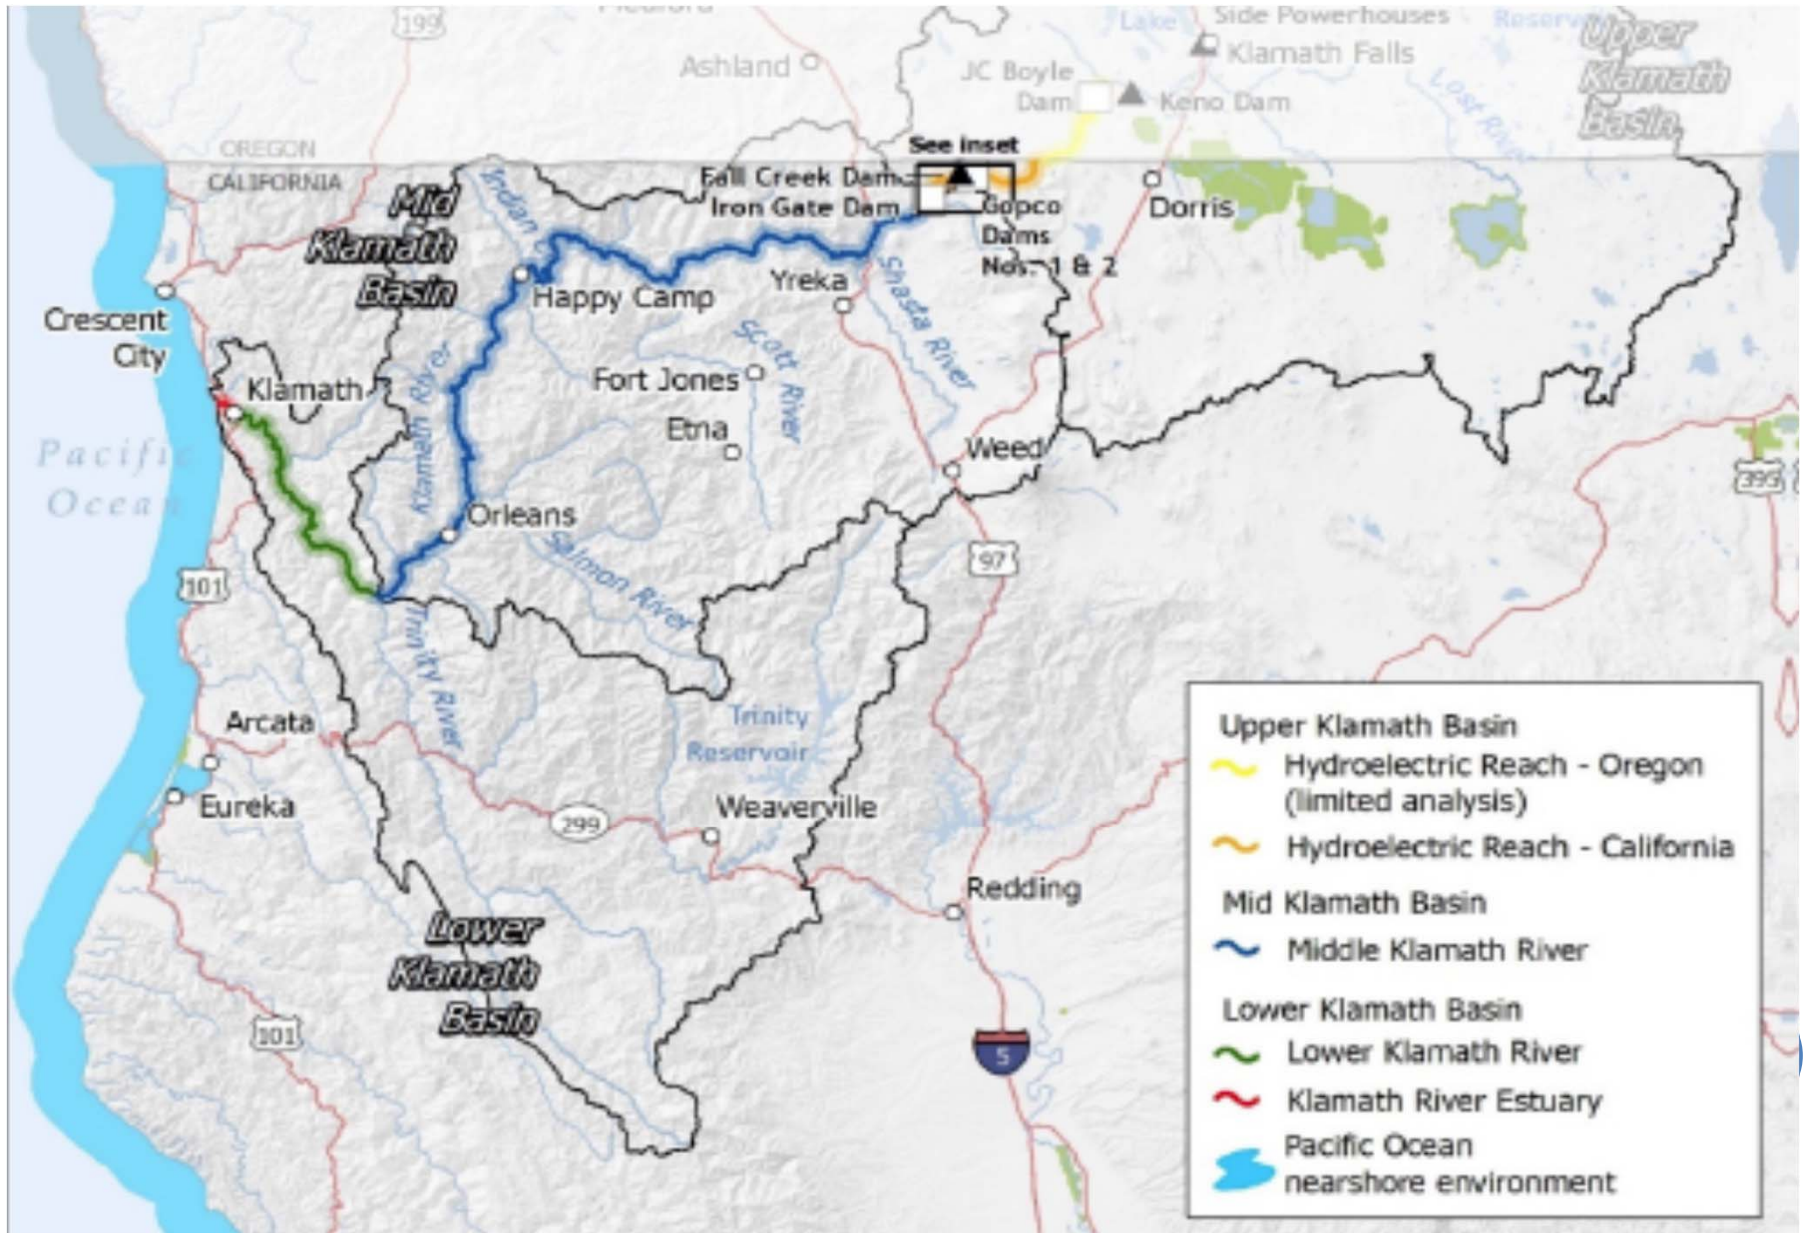 199
Ashland
Lake
Side Powerhouses
Klamath Falls
JC Boyle
Dam
Keno Dam
Lost River
Upper
Klamath
Basin
OREGON
CALIFORNIA
See inset
Fall Creek Dam
Iron Gate Dam
Copco
Dams
Nos. 1 & 2
Dorris
Mid
Klamath
Basin
Happy Camp
Yreka
Shasta River
Crescent
City
Klamath
Klamath River
Scott River
Fort Jones
Etna
Weed
Pacific
Ocean
Orleans
Salmon River
97
101
395
Trinity River
Trinity
Reservoir
Arcata
Eureka
299
Weaverville
Redding
Lower
Klamath
Basin
101
5
Upper Klamath Basin
Hydroelectric Reach - Oregon
(limited analysis)
Hydroelectric Reach - California
Mid Klamath Basin
Middle Klamath River
Lower Klamath Basin
Lower Klamath River
Klamath River Estuary
Pacific Ocean
nearshore environment